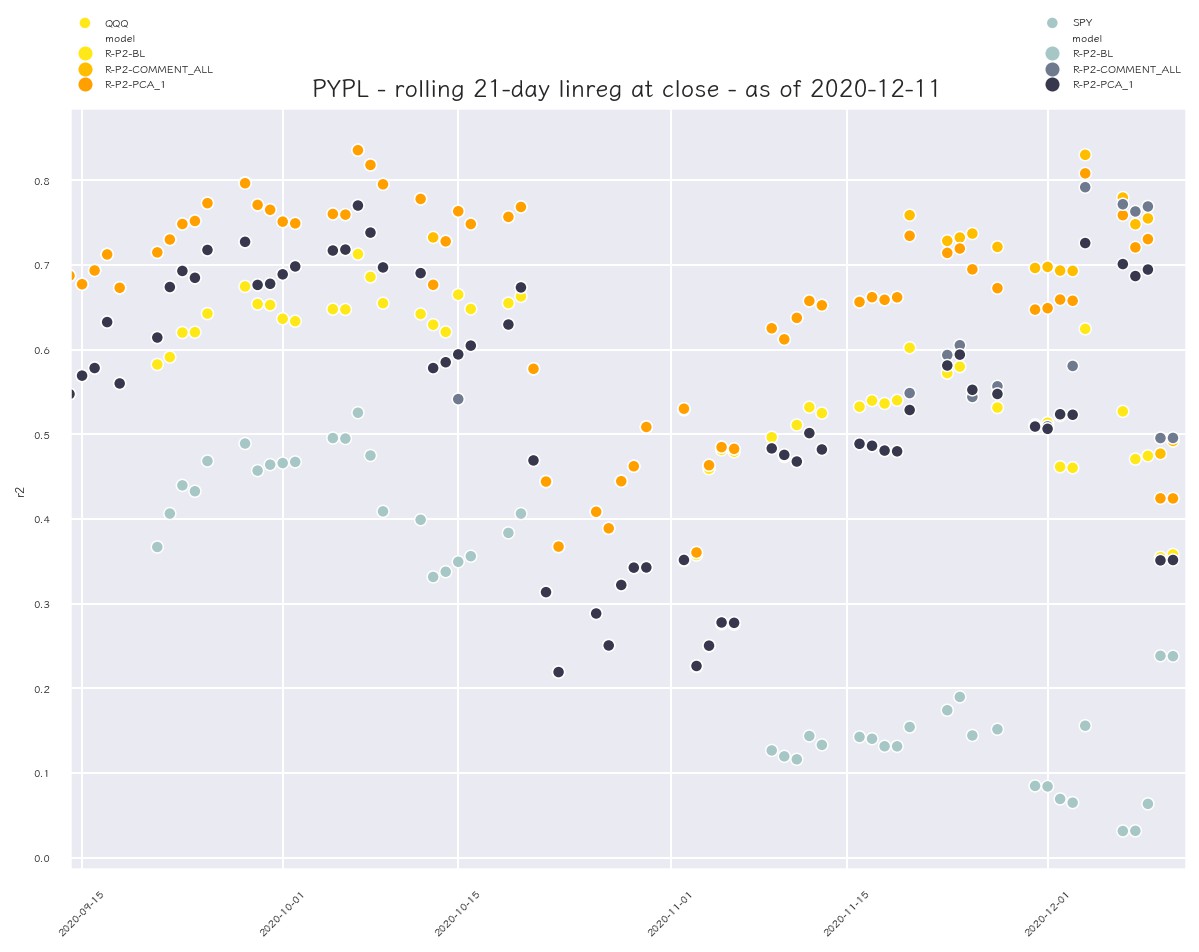 QQQ
model
R-P2-BL
R-P2-COMMENT_ALL
R-P2-PCA_1
SPY
model
R-P2-BL
R-P2-COMMENT_ALL
R-P2-PCA_1
PYPL - rolling 21-day linreg at close - as of 2020-12-11
r2
0.8
0.7
0.6
0.5
0.4
0.3
0.2
0.1
0.0
2020-09-15
2020-10-01
2020-10-15
2020-11-01
2020-11-15
2020-12-01